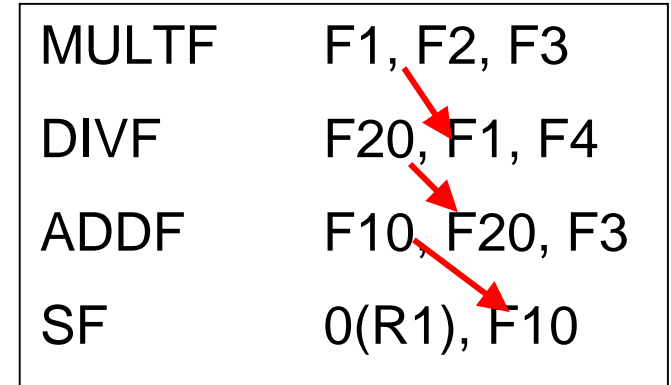 MULTF F1, F2, F3
DIVF F20, F1, F4
ADDF F10, F20, F3
SF 0(R1), F10